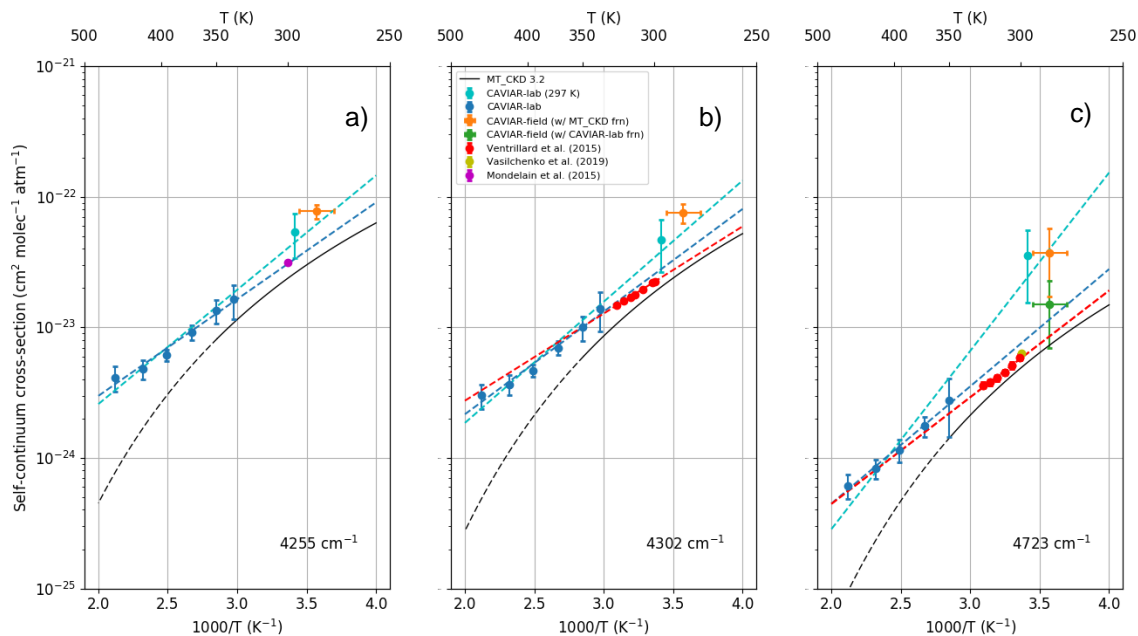 T (K)
T (K)
T (K)
500 400 350 300 250
500 400 350 300 250
500 400 350 300 250
10⁻²¹
10⁻²²
10⁻²³
10⁻²⁴
10⁻²⁵
Self-continuum cross-section (cm² molec⁻¹ atm⁻¹)
a)
4255 cm⁻¹
MT_CKD 3.2
CAVIAR-lab (297 K)
CAVIAR-lab
CAVIAR-field (w/ MT_CKD frn)
CAVIAR-field (w/ CAVIAR-lab frn)
Ventrillard et al. (2015)
Vasilchenko et al. (2019)
Mondelain et al. (2015)
b)
4302 cm⁻¹
c)
4723 cm⁻¹
2.0 2.5 3.0 3.5 4.0
2.0 2.5 3.0 3.5 4.0
2.0 2.5 3.0 3.5 4.0
1000/T (K⁻¹)
1000/T (K⁻¹)
1000/T (K⁻¹)